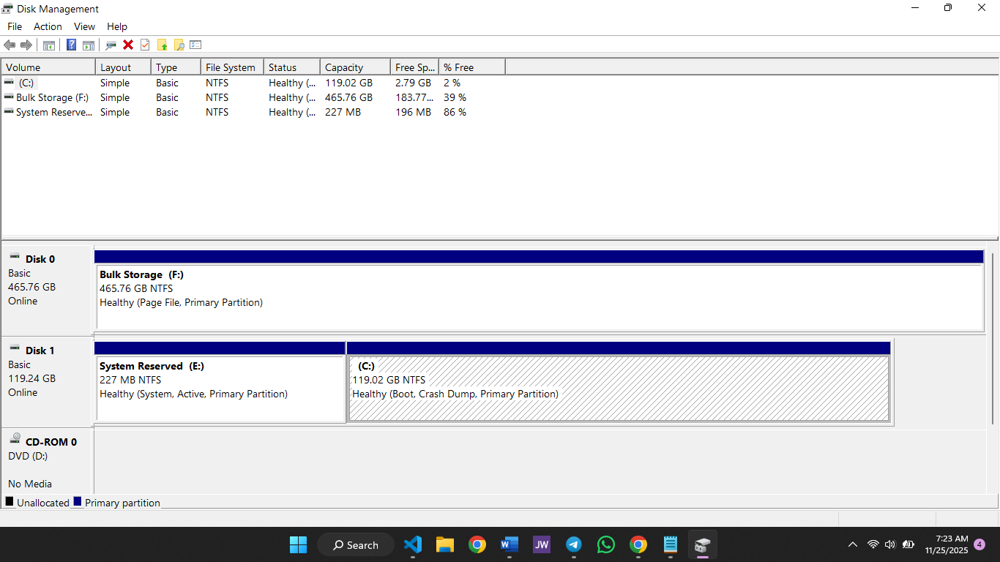 Disk Management
File Action View Help
Volume Layout Type File System Status Capacity Free Sp... % Free
(C:) Simple Basic NTFS Healthy (... 119.02 GB 2.79 GB 2 %
Bulk Storage (F:) Simple Basic NTFS Healthy (... 465.76 GB 183.77... 39 %
System Reserve... Simple Basic NTFS Healthy (... 227 MB 196 MB 86 %
Disk 0
Basic
465.76 GB
Online
Bulk Storage (F:)
465.76 GB NTFS
Healthy (Page File, Primary Partition)
Disk 1
Basic
119.24 GB
Online
System Reserved (E:)
227 MB NTFS
Healthy (System, Active, Primary Partition)
(C:)
119.02 GB NTFS
Healthy (Boot, Crash Dump, Primary Partition)
CD-ROM 0
DVD (D:)
No Media
Unallocated Primary partition
Search
JW
7:23 AM
11/25/2025
4